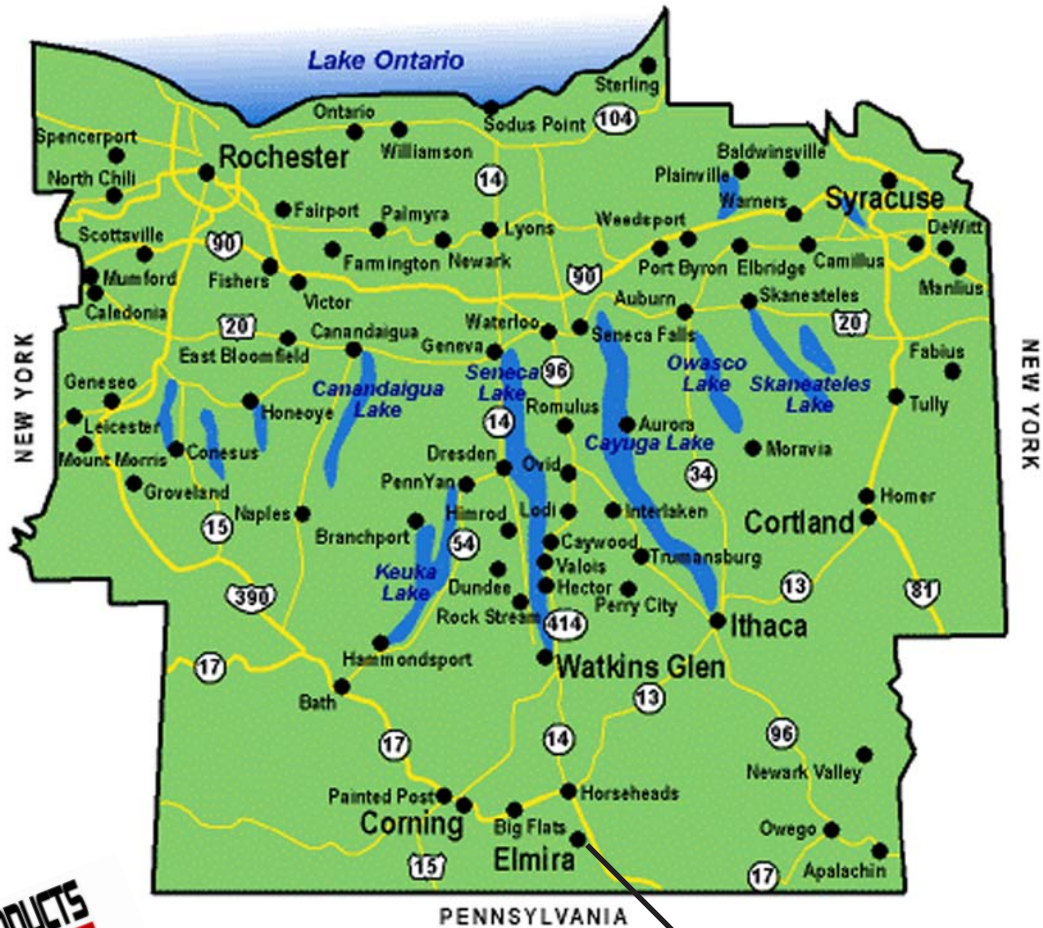 Lake Ontario
Sterling
104
Ontario
Sodus Point
Spencerport
Rochester
Williamson
Baldwinsville
North Chili
14
Plainville
Warners
Syracuse
Fairport
Palmyra
Weedsport
Lyons
DeWitt
Scottsville
90
Farmington
Newark
Port Byron
Elbridge
Camillus
Mumford
Fishers
90
Manlius
Caledonia
Victor
Auburn
Skaneateles
20
Canandaigua
Waterloo
Seneca Falls
20
East Bloomfield
Geneva
Fabius
NEW YORK
Geneseo
Canandaigua
Lake
Seneca
Lake
96
Owasco
Lake
Skaneateles
Lake
NEW YORK
Leicester
Honeoye
14
Romulus
Aurora
Tully
Mount Morris
Conesus
Dresden
Ovid
Cayuga Lake
Moravia
Groveland
PennYan
34
Homer
15
Naples
Himrod
Lodi
Interlaken
Cortland
Branchport
54
Caywood
Trumansburg
Keuka
Lake
Valois
390
Dundee
Hector
Perry City
13
81
Rock Stream
414
Ithaca
Hammondsport
Watkins Glen
17
Bath
13
17
14
96
Newark Valley
Painted Post
Horseheads
Corning
Big Flats
Owego
Elmira
15
17
Apalachin
PENNSYLVANIA